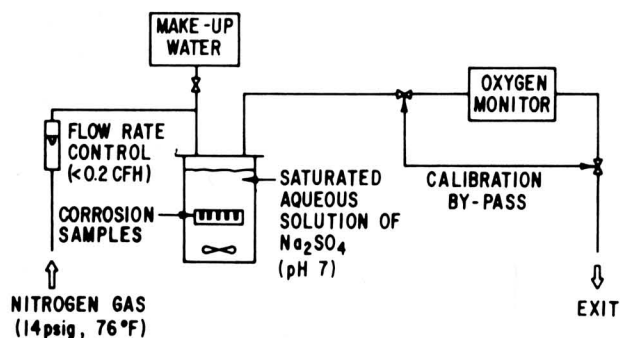 MAKE-UP
WATER
OXYGEN
MONITOR
FLOW RATE
CONTROL
(<0.2 CFH)
CALIBRATION
BY-PASS
SATURATED
AQUEOUS
SOLUTION OF
Na₂SO₄
(pH 7)
CORROSION
SAMPLES
NITROGEN GAS
(14psig, 76°F)
EXIT